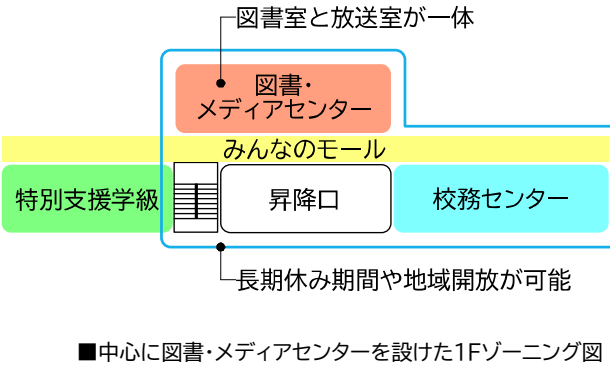 図書室と放送室が一体
図書・
メディアセンター
みんなのモール
特別支援学級
昇降口
校務センター
長期休み期間や地域開放が可能
■中心に図書・メディアセンターを設けた1Fゾーニング図